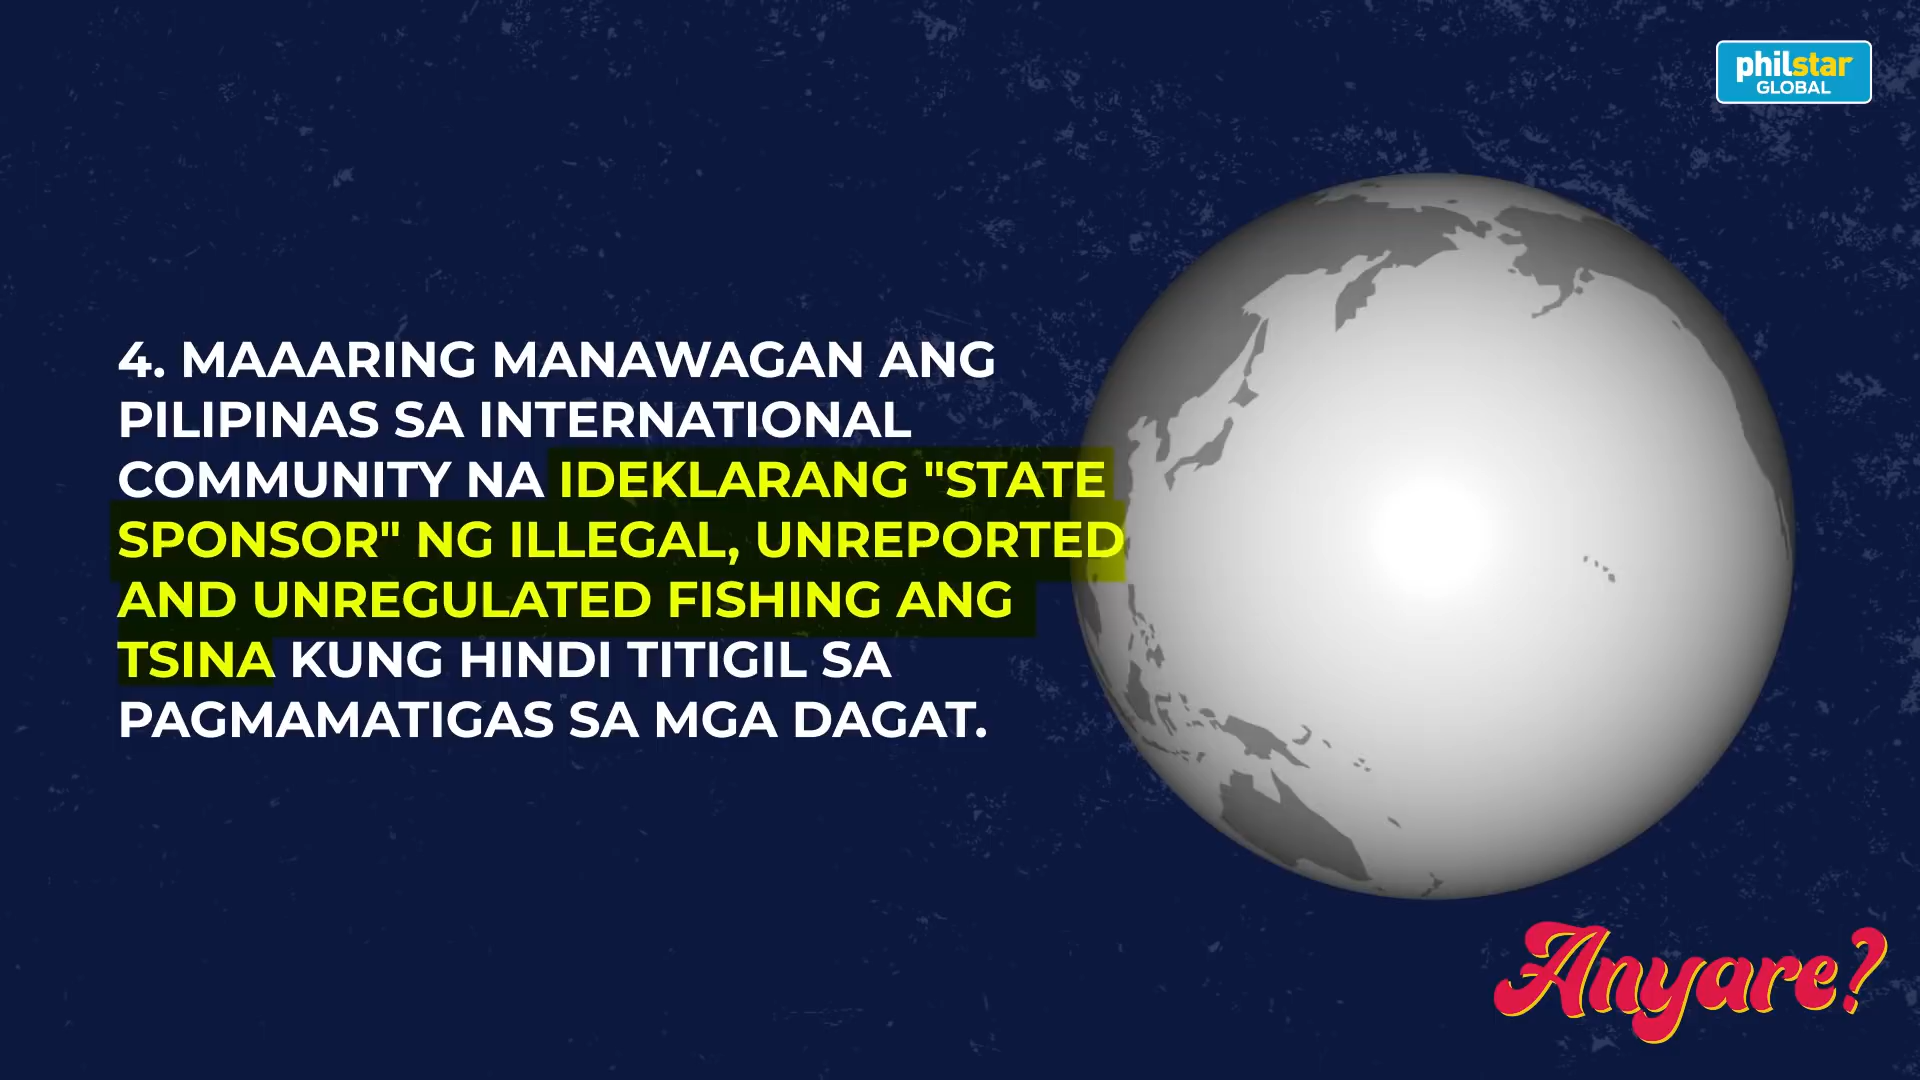 philstar
GLOBAL
4. MAAARING MANAWAGAN ANG
PILIPINAS SA INTERNATIONAL
COMMUNITY NA IDEKLARANG "STATE
SPONSOR" NG ILLEGAL, UNREPORTED
AND UNREGULATED FISHING ANG
TSINA KUNG HINDI TITIGIL SA
PAGMAMATIGAS SA MGA DAGAT.
Anyare?